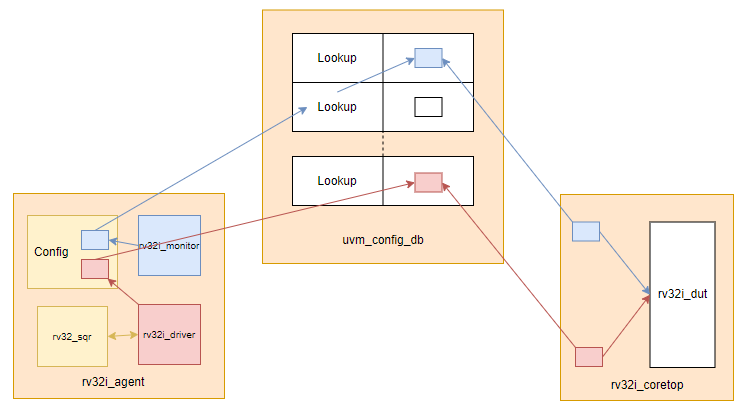 Lookup
Lookup
Lookup
uvm_config_db
Config
rv32i_monitor
rv32_sqr
rv32i_driver
rv32i_agent
rv32i_dut
rv32i_coretop